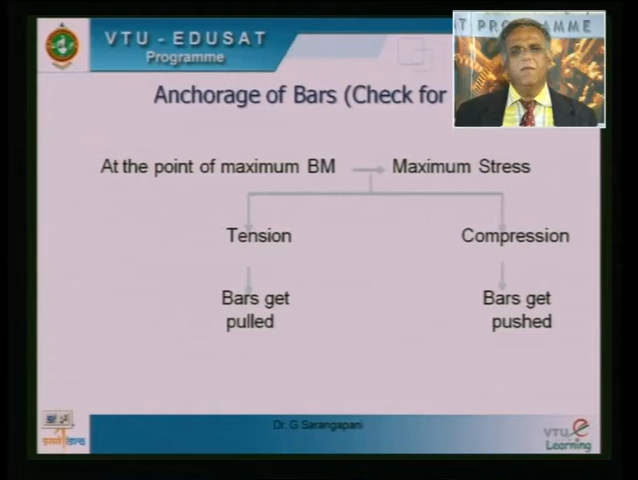 VTU - EDUSAT
Programme
T PROGRAMME
Anchorage of Bars (Check for
At the point of maximum BM
Maximum Stress
Tension
Compression
Bars get
pulled
Bars get
pushed
Dr. G Sarangapani
VTU e
Learning